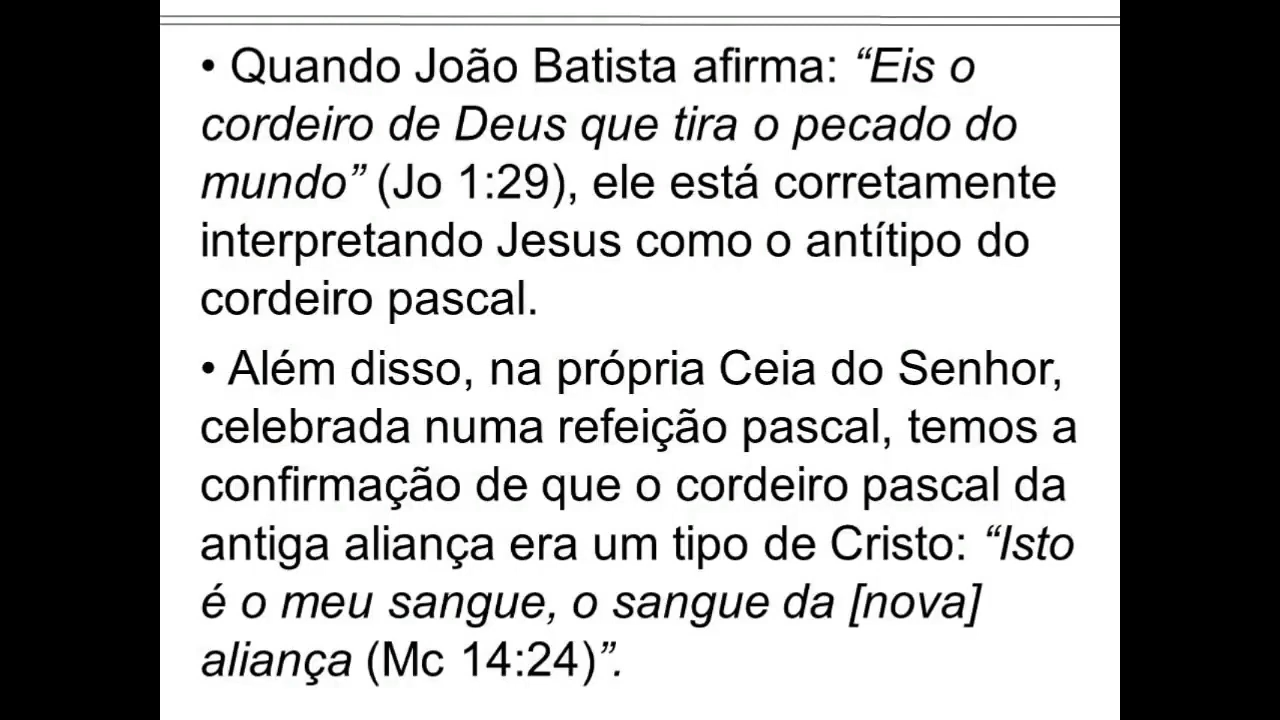 • Quando João Batista afirma: “Eis o
cordeiro de Deus que tira o pecado do
mundo” (Jo 1:29), ele está corretamente
interpretando Jesus como o antítipo do
cordeiro pascal.
• Além disso, na própria Ceia do Senhor,
celebrada numa refeição pascal, temos a
confirmação de que o cordeiro pascal da
antiga aliança era um tipo de Cristo: “Isto
é o meu sangue, o sangue da [nova]
aliança (Mc 14:24)”.